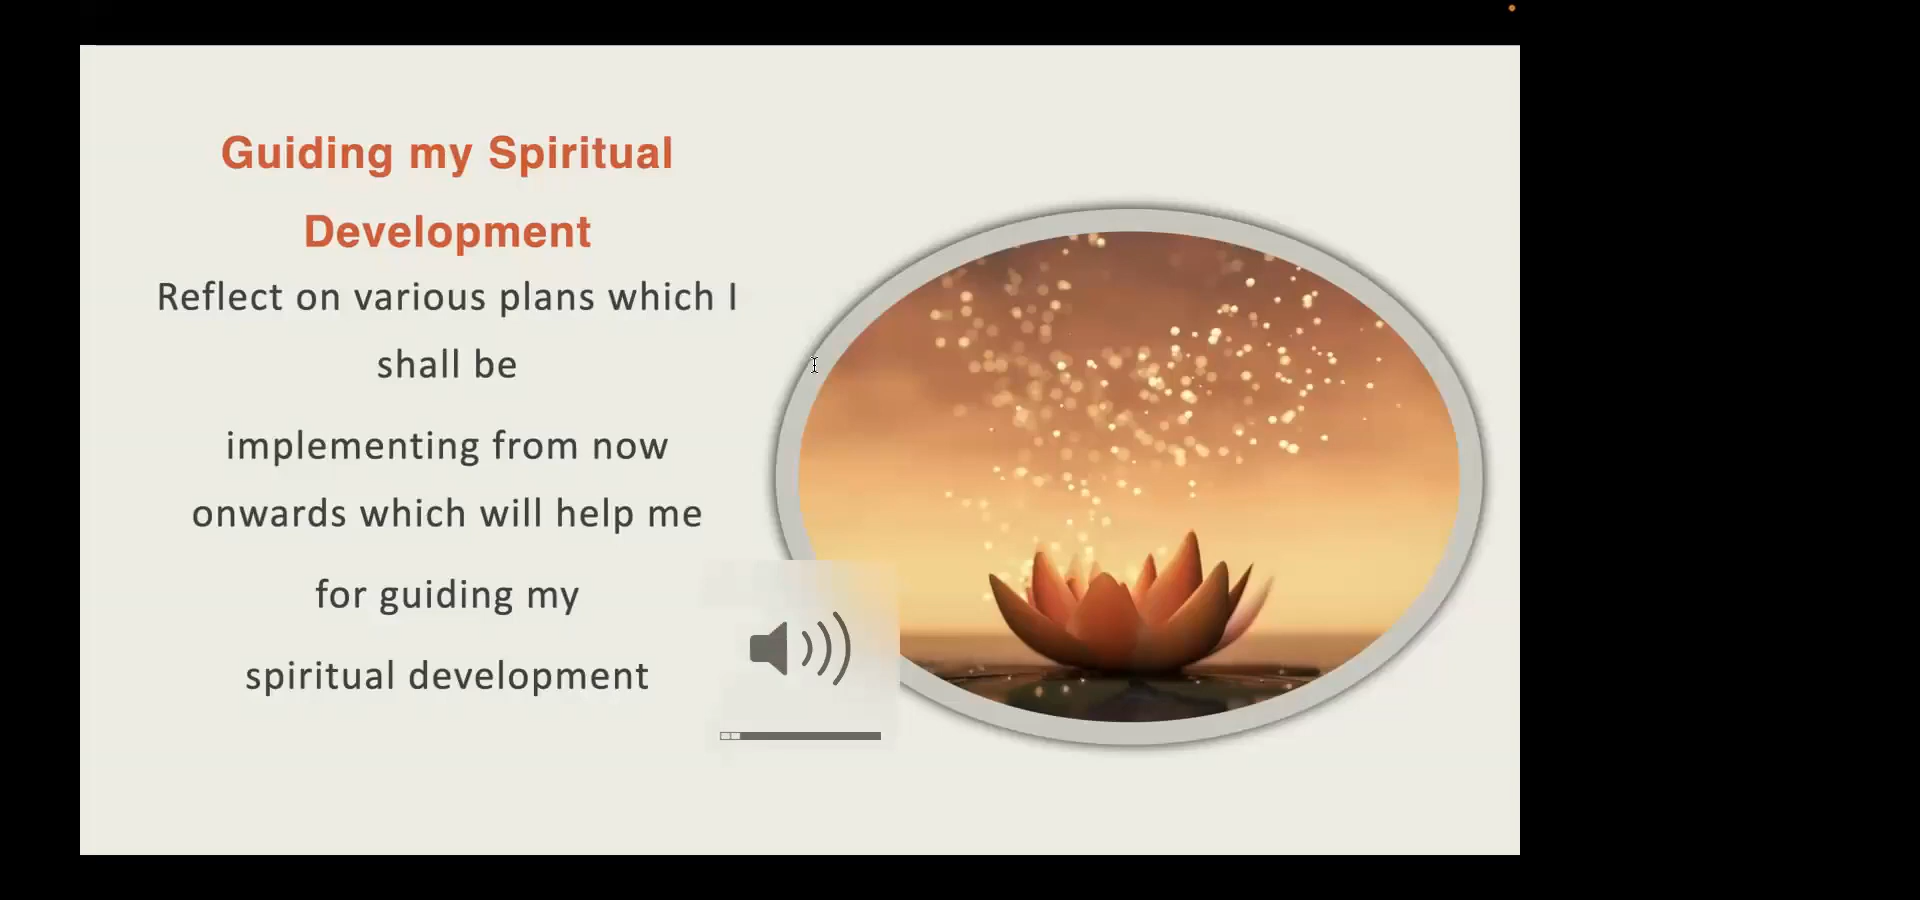 Guiding my Spiritual
Development
Reflect on various plans which I
shall be
implementing from now
onwards which will help me
for guiding my
spiritual development